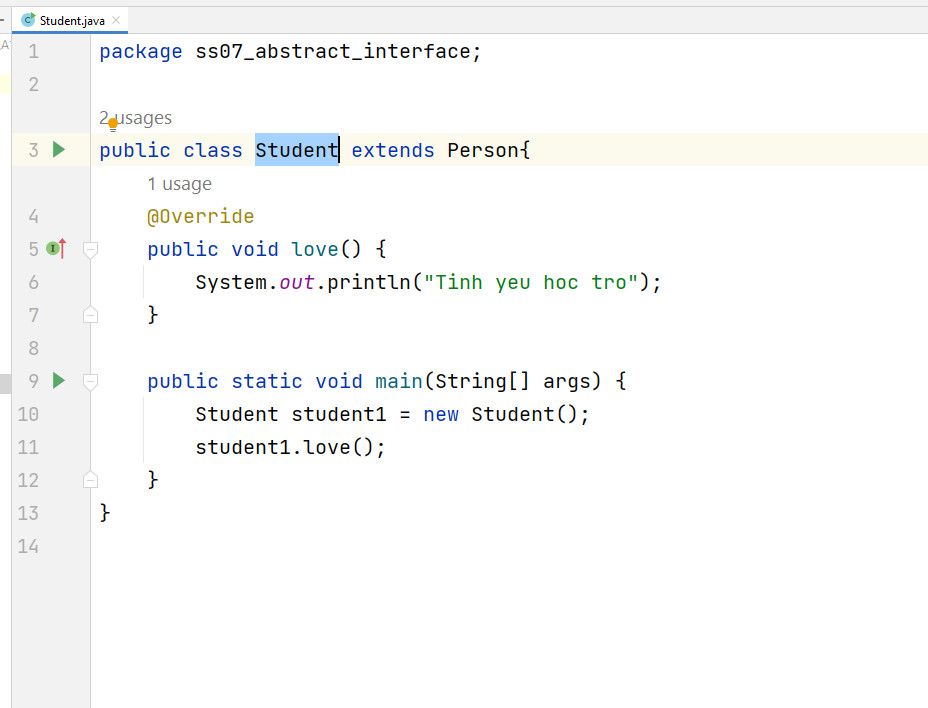 Student.java
A
1 package ss07_abstract_interface;
2
2 usages
3 public class Student extends Person{
1 usage
4 @Override
5 public void love() {
6 System.out.println("Tinh yeu hoc tro");
7 }
8
9 public static void main(String[] args) {
10 Student student1 = new Student();
11 student1.love();
12 }
13 }
14